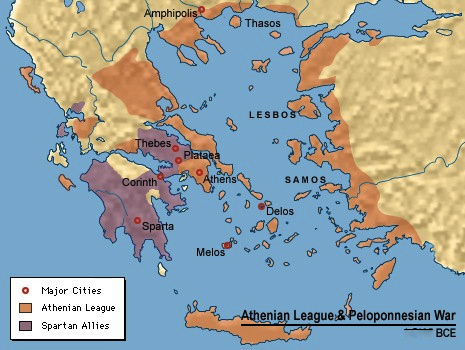 Amphipolis
Thasos
LESBOS
Thebes
Plataea
Athens
Corinth
SAMOS
Delos
Sparta
Melos
Major Cities
Athenian League
Spartan Allies
Athenian League & Peloponnesian War
BCE